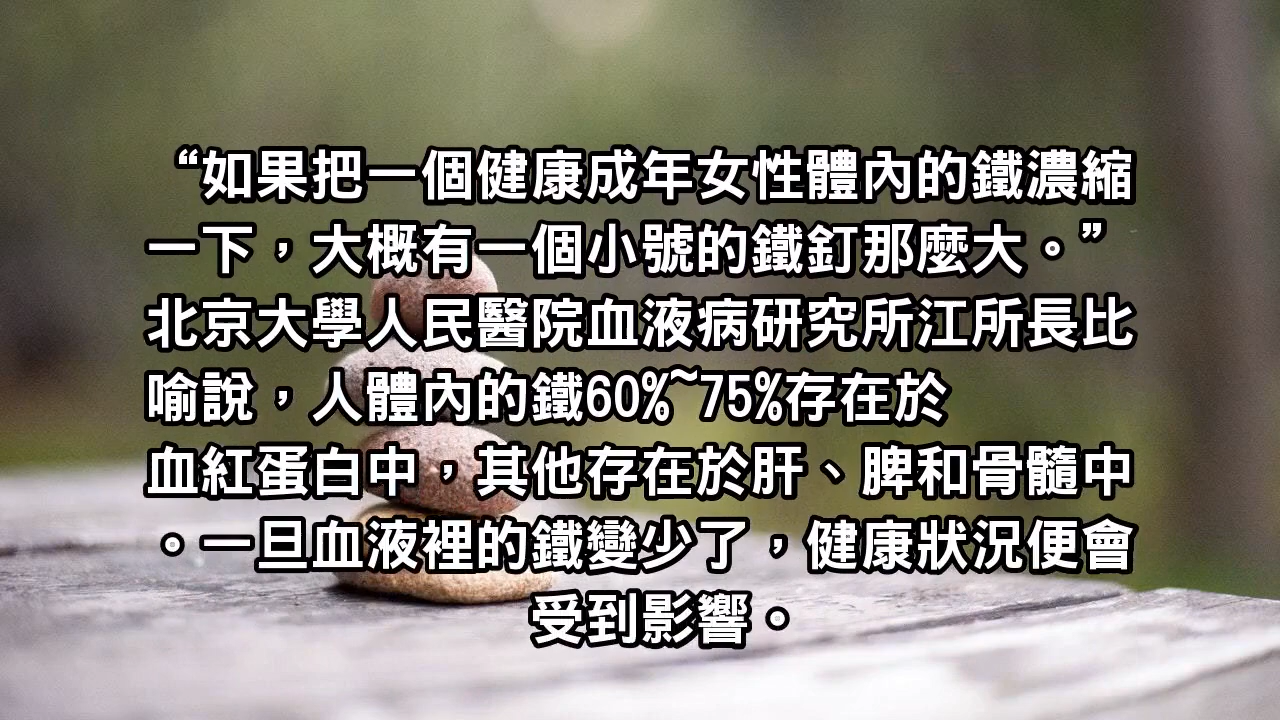 “如果把一個健康成年女性體內的鐵濃縮
一下，大概有一個小號的鐵釘那麼大。”
北京大學人民醫院血液病研究所江所長比
喻說，人體內的鐵60%~75%存在於
血紅蛋白中，其他存在於肝、脾和骨髓中
。一旦血液裡的鐵變少了，健康狀況便會
受到影響。